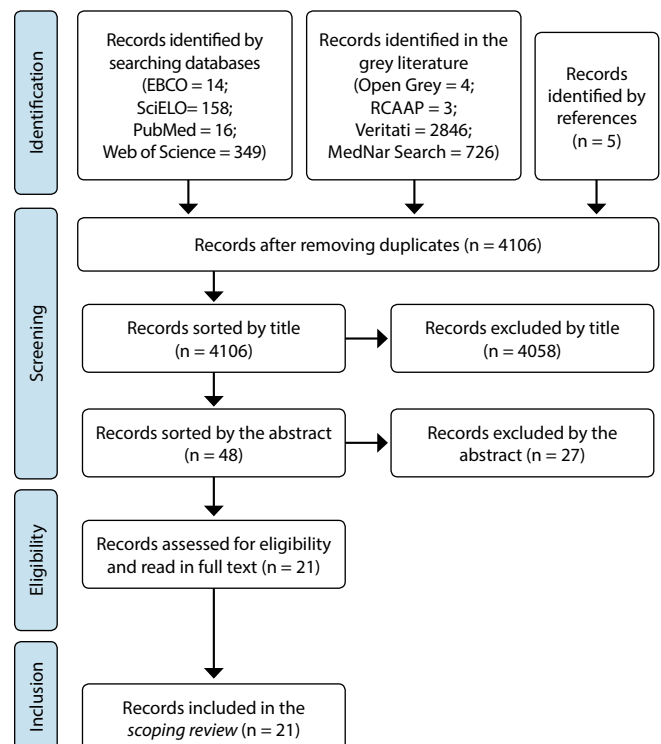 Identification
Records identified by
searching databases
(EBCO = 14;
SciELO= 158;
PubMed = 16;
Web of Science = 349)
Records identified in the
grey literature
(Open Grey = 4;
RCAAP = 3;
Veritati = 2846;
MedNar Search = 726)
Records
identified by
references
(n = 5)
Screening
Records after removing duplicates (n = 4106)
Records sorted by title
(n = 4106)
Records excluded by title
(n = 4058)
Records sorted by the abstract
(n = 48)
Records excluded by the
abstract (n = 27)
Eligibility
Records assessed for eligibility
and read in full text (n = 21)
Inclusion
Records included in the
scoping review (n = 21)